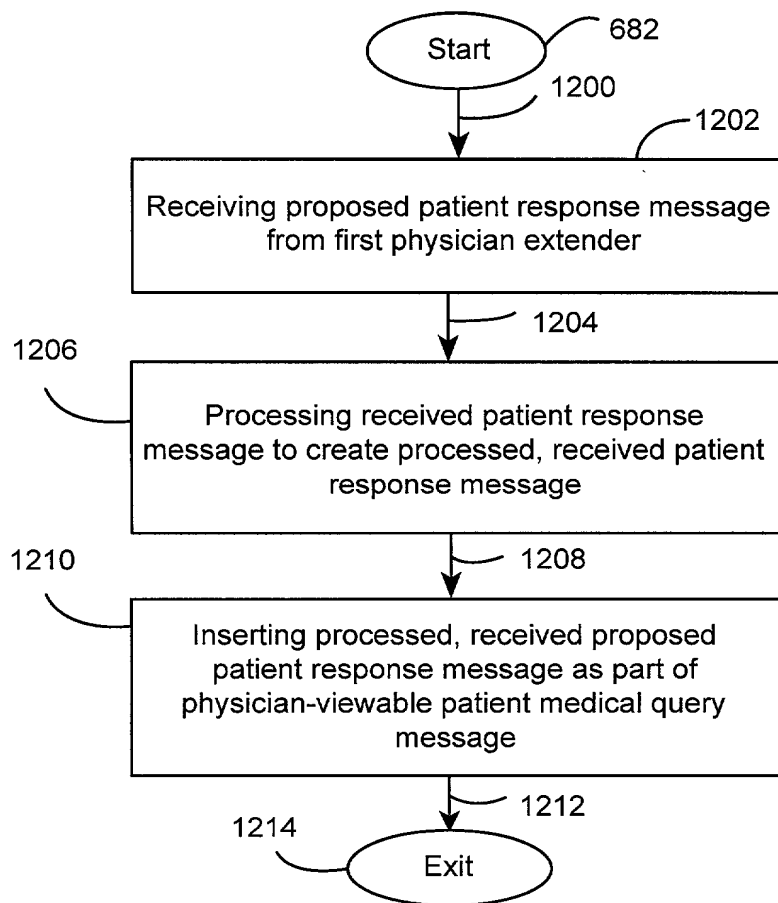 Start
682
1200
1202
Receiving proposed patient response message
from first physician extender
1204
1206
Processing received patient response
message to create processed, received patient
response message
1208
1210
Inserting processed, received proposed
patient response message as part of
physician-viewable patient medical query
message
1212
1214
Exit